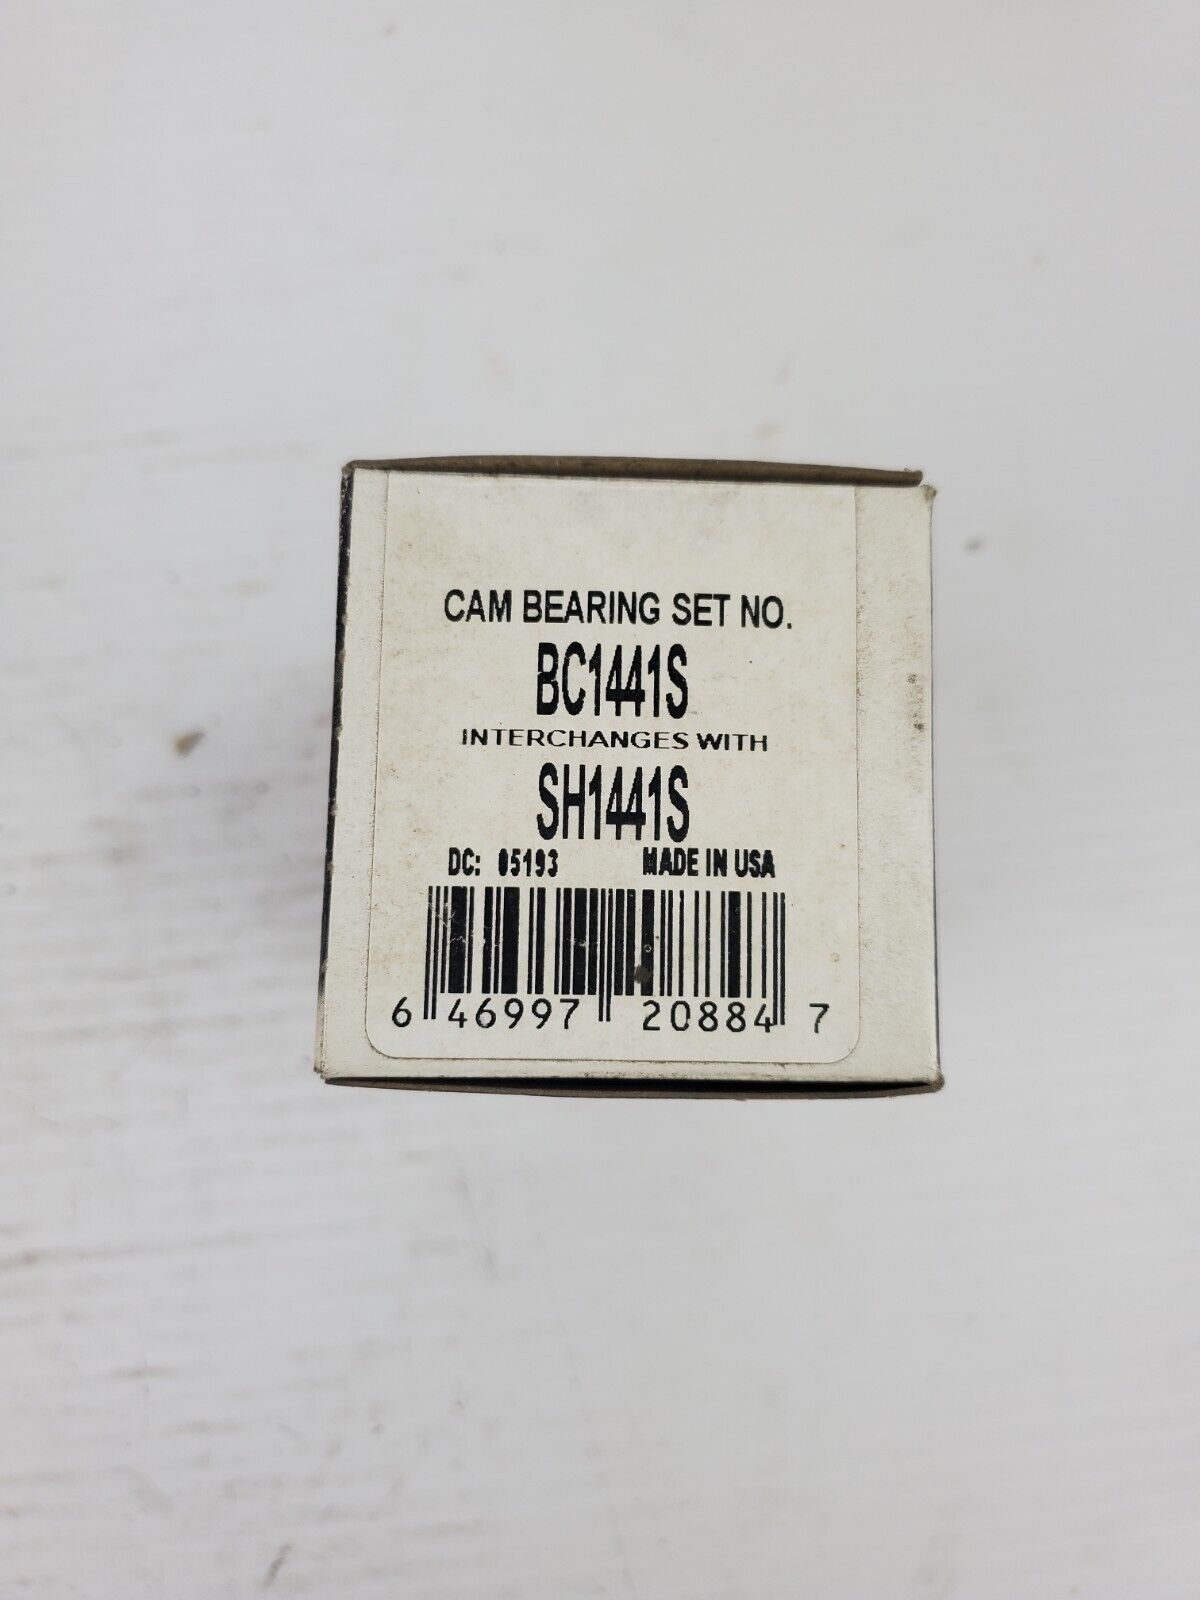 CAM BEARING SET NO.
BC1441S
INTERCHANGES WITH
SH1441S
DC: 05193 MADE IN USA
6 46997 20884 7